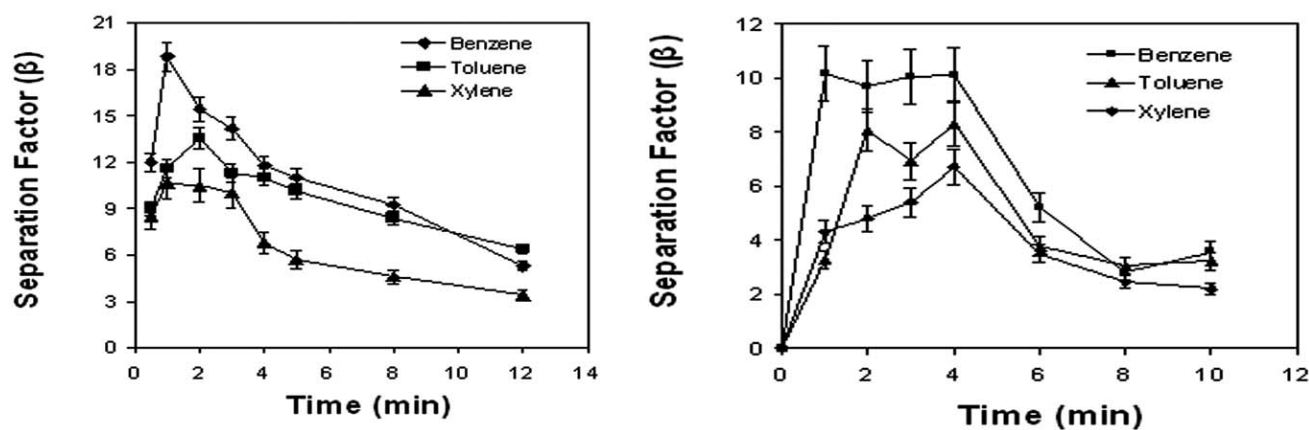 21
18
15
12
9
6
3
0
Separation Factor (β)
Benzene
Toluene
Xylene
0 2 4 6 8 10 12 14
Time (min)
12
10
8
6
4
2
0
Separation Factor (β)
Benzene
Toluene
Xylene
0 2 4 6 8 10 12
Time (min)